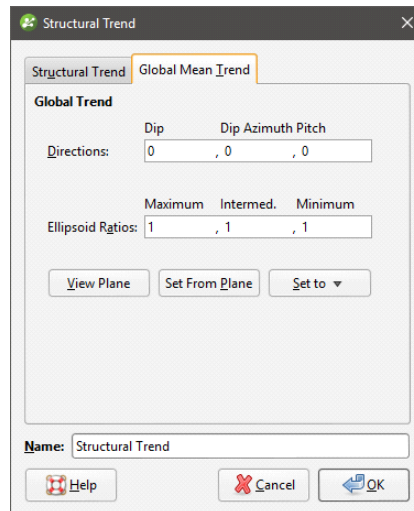 Structural Trend
Structural Trend Global Mean Trend
Global Trend
Dip Dip Azimuth Pitch
Directions: 0 , 0 , 0
Maximum Intermed. Minimum
Ellipsoid Ratios: 1 , 1 , 1
View Plane Set From Plane Set to
Name: Structural Trend
Help Cancel OK